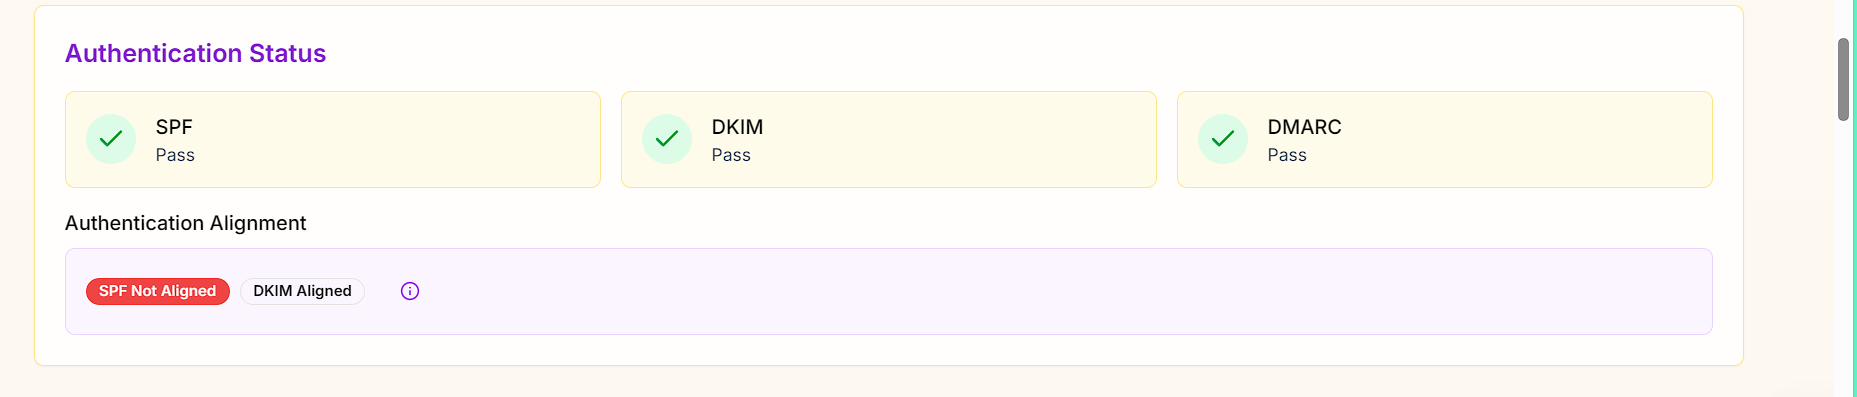 Authentication Status
SPF
Pass
DKIM
Pass
DMARC
Pass
Authentication Alignment
SPF Not Aligned
DKIM Aligned